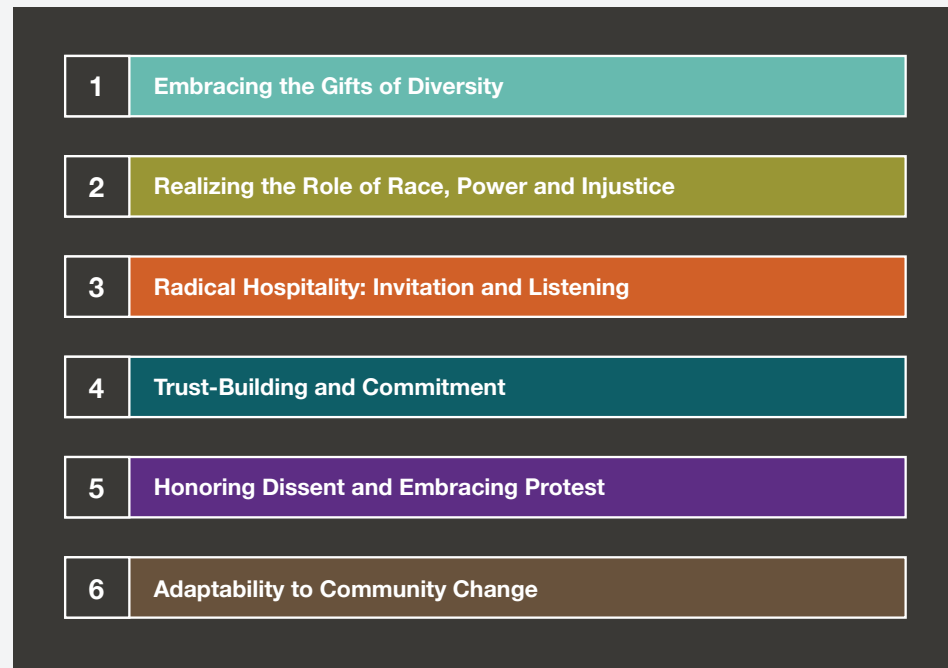 1 Embracing the Gifts of Diversity
2 Realizing the Role of Race, Power and Injustice
3 Radical Hospitality: Invitation and Listening
4 Trust-Building and Commitment
5 Honoring Dissent and Embracing Protest
6 Adaptability to Community Change